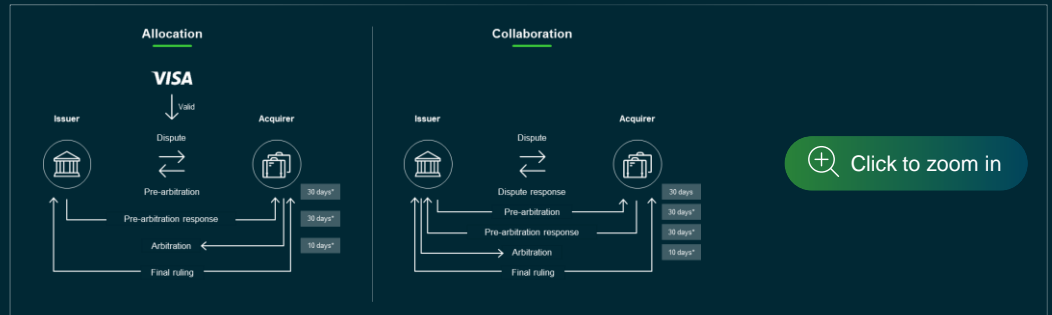 Allocation
VISA
Valid
Issuer
Acquirer
Dispute
Pre-arbitration
30 days*
Pre-arbitration response
30 days*
Arbitration
10 days*
Final ruling
Collaboration
Issuer
Acquirer
Dispute
Dispute response
30 days
Pre-arbitration
30 days*
Pre-arbitration response
30 days*
Arbitration
10 days*
Final ruling
Click to zoom in